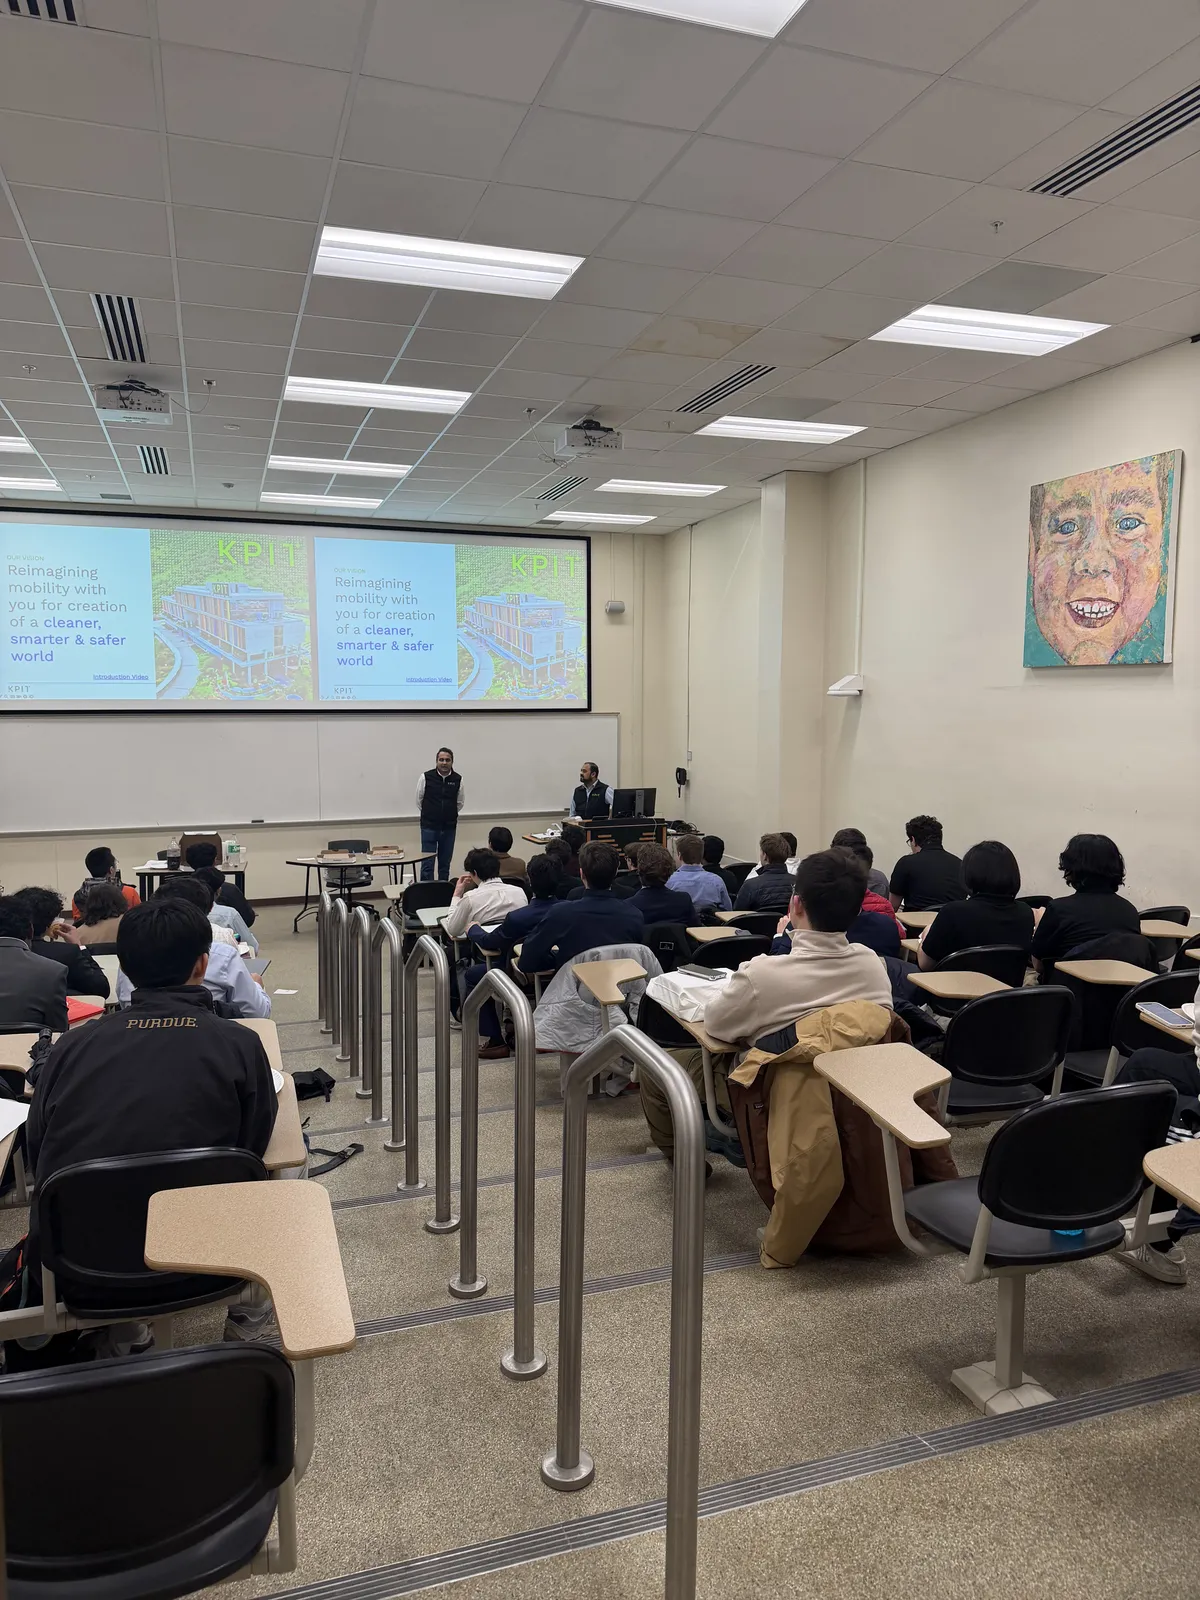 OUR VISION
Reimagining
mobility with
you for creation
of a cleaner,
smarter & safer
world
Introduction Video
KPIT
KPIT
OUR VISION
Reimagining
mobility with
you for creation
of a cleaner,
smarter & safer
world
Introduction Video
KPIT
KPIT
PURDUE